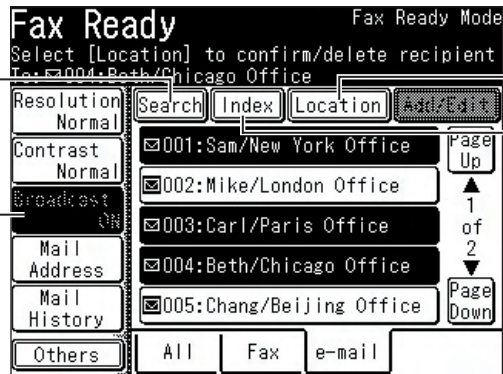 Fax Ready
Fax Ready Mode
Select [Location] to confirm/delete recipient
To:✉004:Beth/Chicago Office
Resolution
Normal
Search
Index
Location
Add/Edit
Contrast
Normal
Broadcast
ON
Mail
Address
Mail
History
Others
✉001:Sam/New York Office
✉002:Mike/London Office
✉003:Carl/Paris Office
✉004:Beth/Chicago Office
✉005:Chang/Beijing Office
Page
Up
1
of
2
Page
Down
All
Fax
e-mail